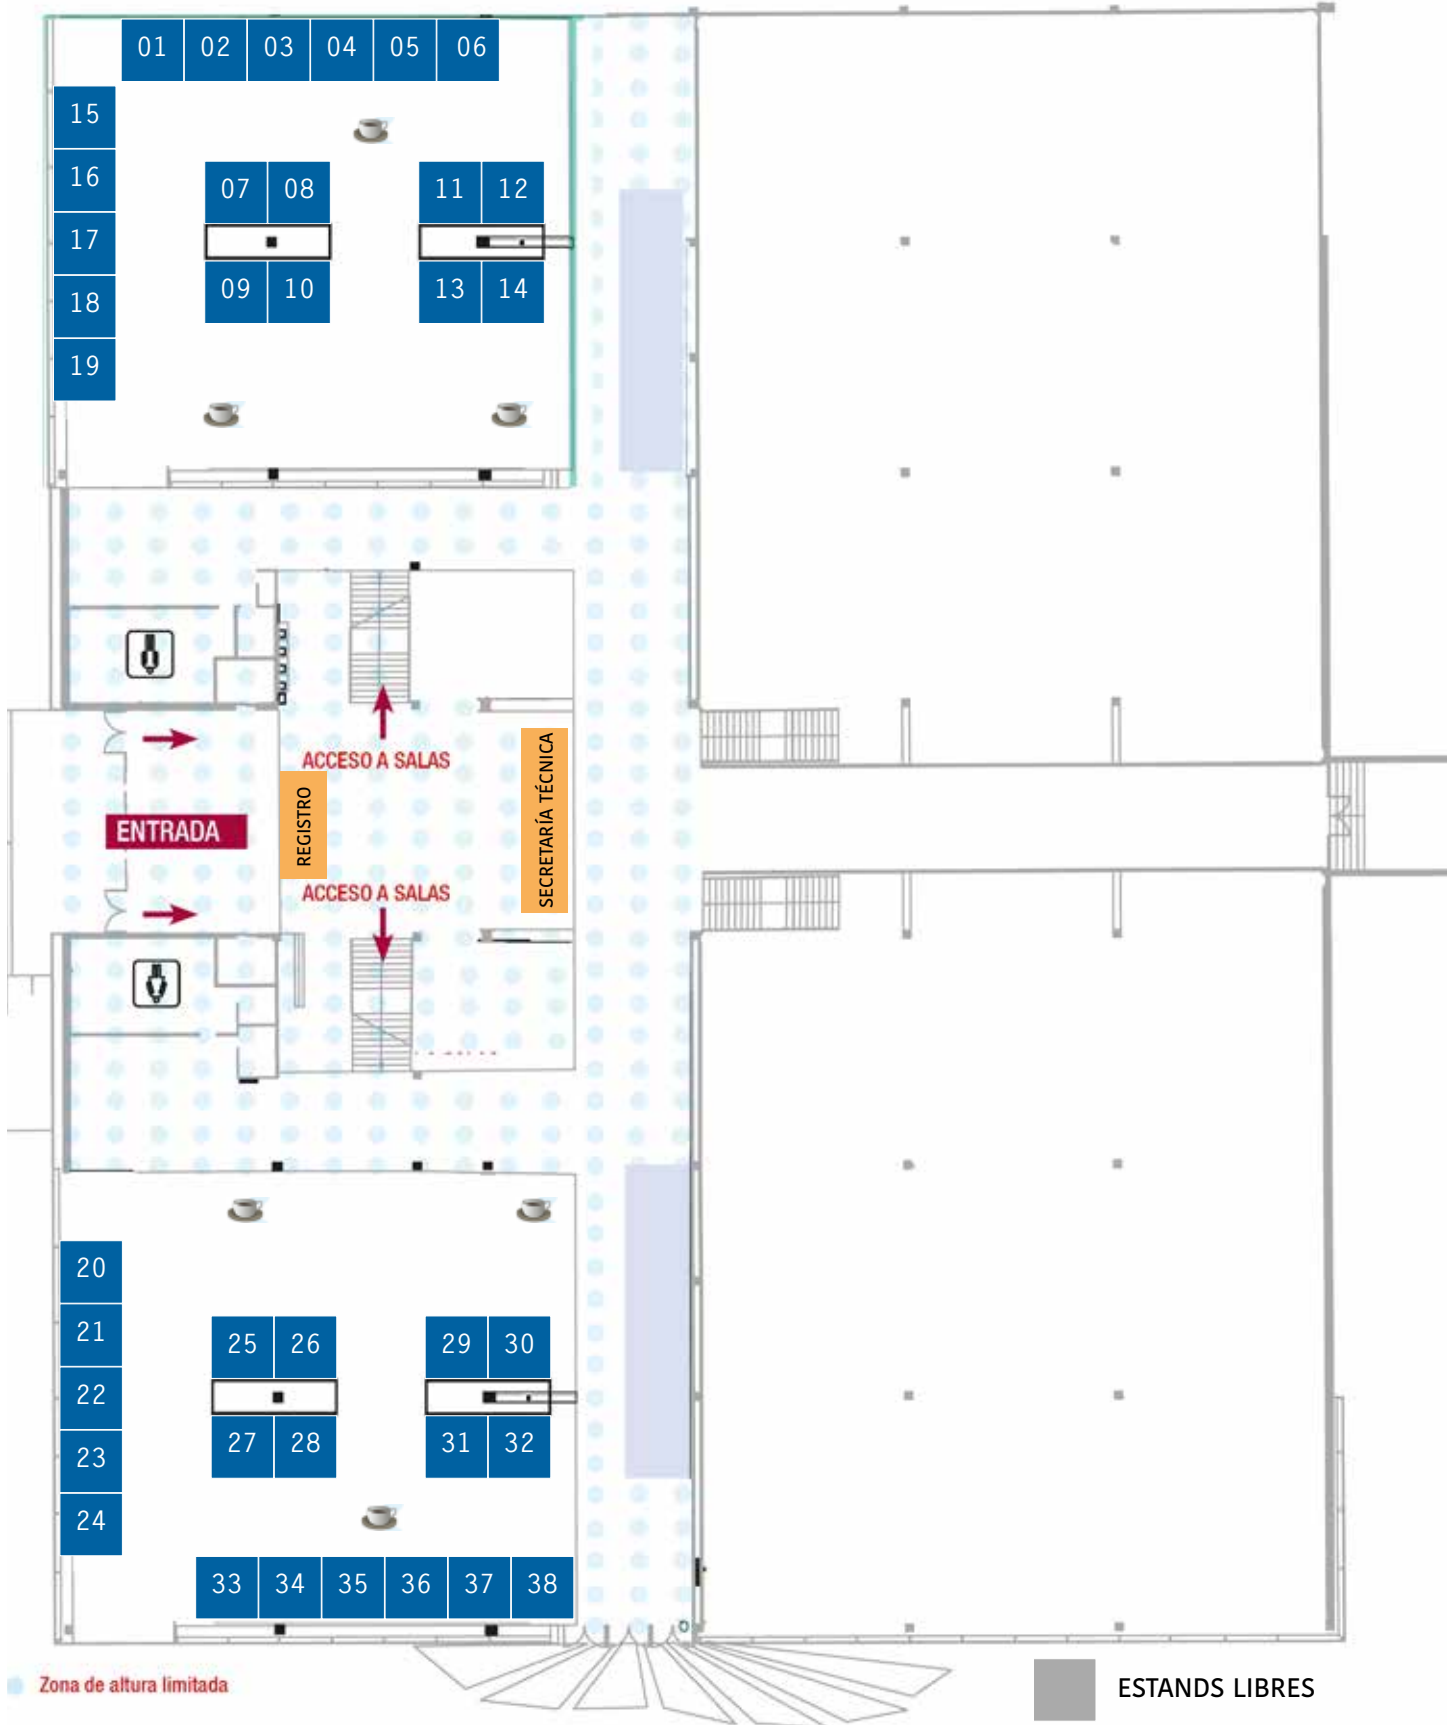 01 02 03 04 05 06
15
16
07 08
11 12
17
09 10
13 14
18
19
ACCESO A SALAS
ENTRADA
REGISTRO
SECRETARÍA TÉCNICA
ACCESO A SALAS
20
21
25 26
29 30
22
27 28
31 32
23
24
33 34 35 36 37 38
Zona de altura limitada
ESTANDS LIBRES